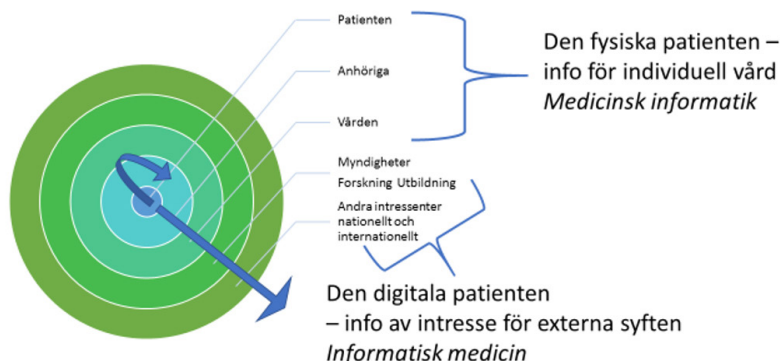 Patienten
Anhöriga
Vården
Myndigheter
Forskning Utbildning
Andra intressenter
nationellt och
internationellt
Den fysiska patienten –
info för individuell vård
Medicinsk informatik
Den digitala patienten
– info av intresse för externa syften
Informatisk medicin